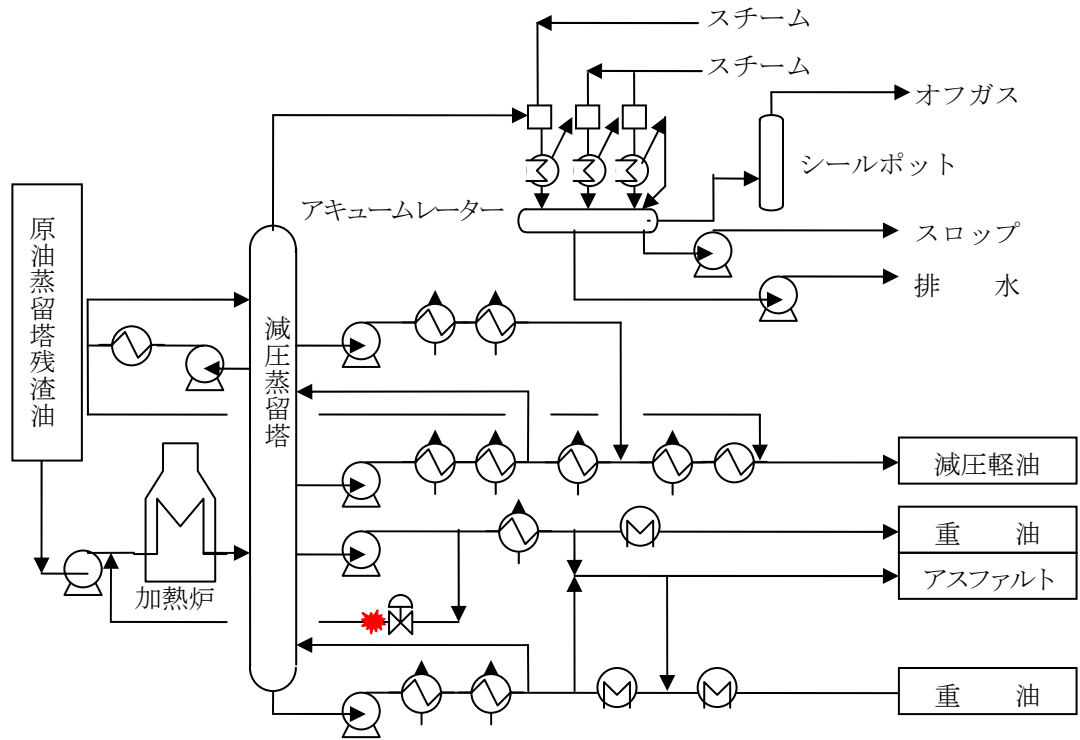 スチーム
スチーム
オフガス
シールポット
アキュームレーター
スロップ
排 水
原油蒸留塔残渣油
減圧蒸留塔
減圧軽油
重 油
アスファルト
加熱炉
重 油